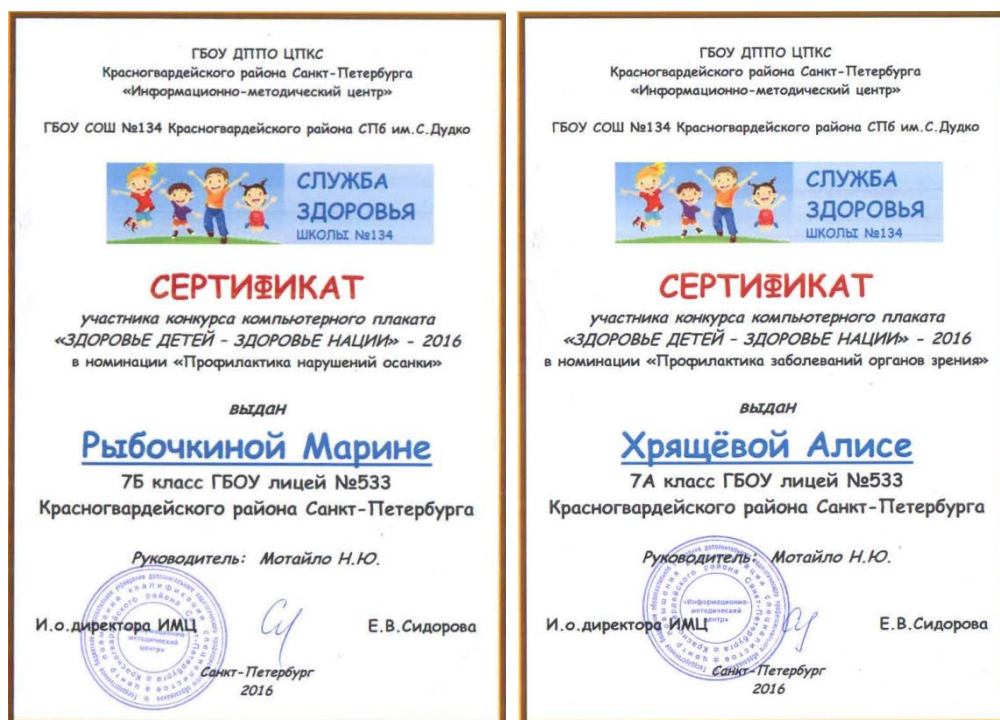 ГБОУ ДППО ЦПКС
Красногвардейского района Санкт-Петербурга
«Информационно-методический центр»
ГБОУ СОШ №134 Красногвардейского района СПб им.С.Дудко
СЛУЖБА
ЗДОРОВЬЯ
ШКОЛЫ №134
СЕРТИФИКАТ
участника конкурса компьютерного плаката
«ЗДОРОВЬЕ ДЕТЕЙ – ЗДОРОВЬЕ НАЦИИ» - 2016
в номинации «Профилактика нарушений осанки»
выдан
Рыбочкиной Марине
7Б класс ГБОУ лицей №533
Красногвардейского района Санкт-Петербурга
Руководитель: Мотайло Н.Ю.
И.о.директора ИМЦ
Е.В.Сидорова
Санкт-Петербург
2016
ГБОУ ДППО ЦПКС
Красногвардейского района Санкт-Петербурга
«Информационно-методический центр»
ГБОУ СОШ №134 Красногвардейского района СПб им.С.Дудко
СЛУЖБА
ЗДОРОВЬЯ
ШКОЛЫ №134
СЕРТИФИКАТ
участника конкурса компьютерного плаката
«ЗДОРОВЬЕ ДЕТЕЙ – ЗДОРОВЬЕ НАЦИИ» - 2016
в номинации «Профилактика заболеваний органов зрения»
выдан
Хрящёвой Алисе
7А класс ГБОУ лицей №533
Красногвардейского района Санкт-Петербурга
Руководитель: Мотайло Н.Ю.
«Информационно-
методический
центр»
И.о.директора ИМЦ
Е.В.Сидорова
Санкт-Петербург
2016